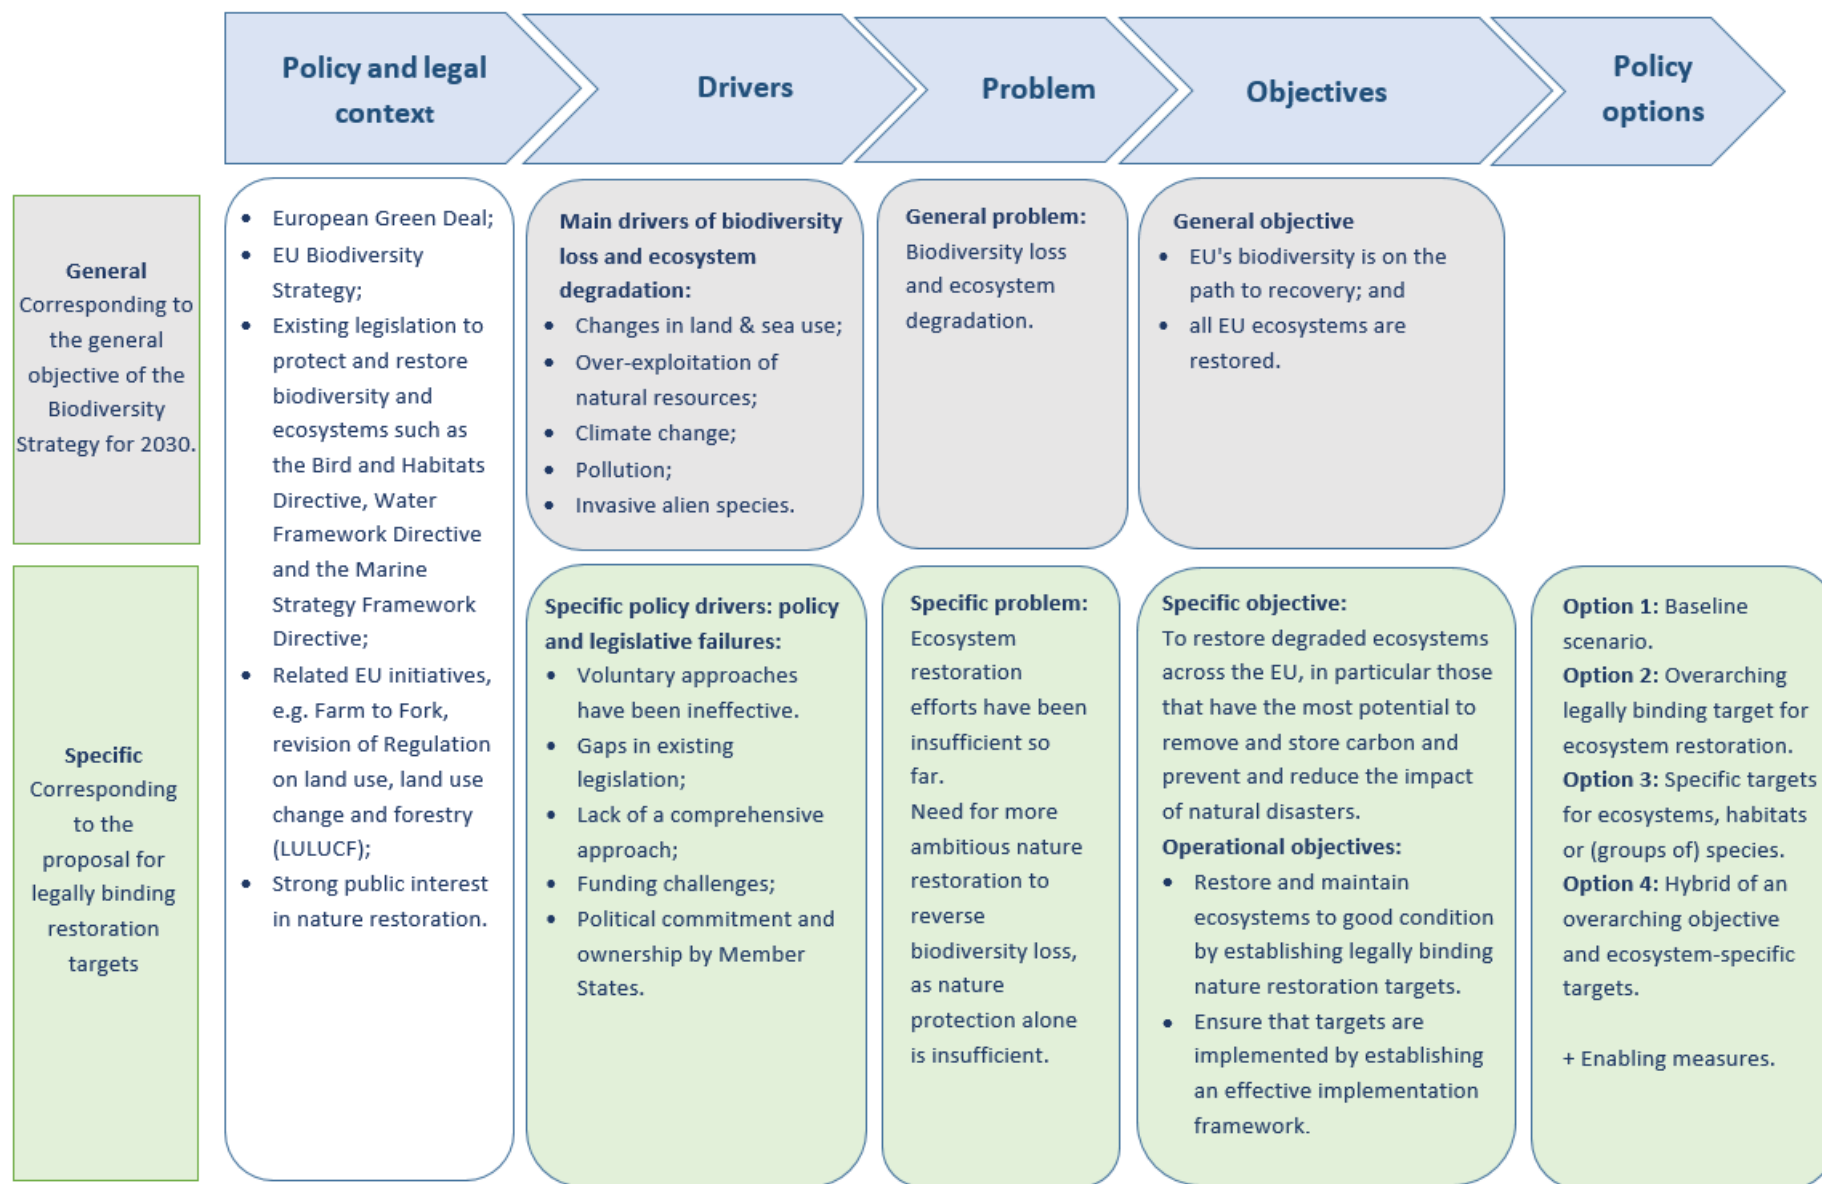 Policy and legal
context
Drivers
Problem
Objectives
Policy
options
General
Corresponding to
the general
objective of the
Biodiversity
Strategy for 2030.
• European Green Deal;
• EU Biodiversity
Strategy;
• Existing legislation to
protect and restore
biodiversity and
ecosystems such as
the Bird and Habitats
Directive, Water
Framework Directive
and the Marine
Strategy Framework
Directive;
• Related EU initiatives,
e.g. Farm to Fork,
revision of Regulation
on land use, land use
change and forestry
(LULUCF);
• Strong public interest
in nature restoration.
Main drivers of biodiversity
loss and ecosystem
degradation:
• Changes in land & sea use;
• Over-exploitation of
natural resources;
• Climate change;
• Pollution;
• Invasive alien species.
General problem:
Biodiversity loss
and ecosystem
degradation.
General objective
• EU's biodiversity is on the
path to recovery; and
• all EU ecosystems are
restored.
Specific
Corresponding
to the
proposal for
legally binding
restoration
targets
Specific policy drivers: policy
and legislative failures:
• Voluntary approaches
have been ineffective.
• Gaps in existing
legislation;
• Lack of a comprehensive
approach;
• Funding challenges;
• Political commitment and
ownership by Member
States.
Specific problem:
Ecosystem
restoration
efforts have been
insufficient so
far.
Need for more
ambitious nature
restoration to
reverse
biodiversity loss,
as nature
protection alone
is insufficient.
Specific objective:
To restore degraded ecosystems
across the EU, in particular those
that have the most potential to
remove and store carbon and
prevent and reduce the impact
of natural disasters.
Operational objectives:
• Restore and maintain
ecosystems to good condition
by establishing legally binding
nature restoration targets.
• Ensure that targets are
implemented by establishing
an effective implementation
framework.
Option 1: Baseline
scenario.
Option 2: Overarching
legally binding target for
ecosystem restoration.
Option 3: Specific targets
for ecosystems, habitats
or (groups of) species.
Option 4: Hybrid of an
overarching objective
and ecosystem-specific
targets.
+ Enabling measures.